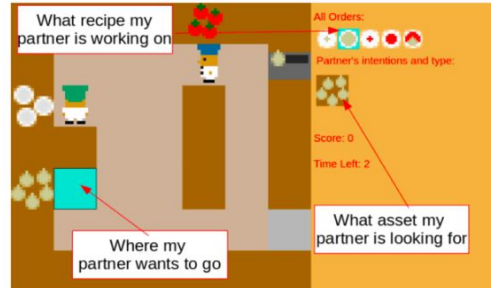 What recipe my
partner is working on
All Orders:
Partner's intentions and type:
Score: 0
Time Left: 2
Where my
partner wants to go
What asset my
partner is looking for